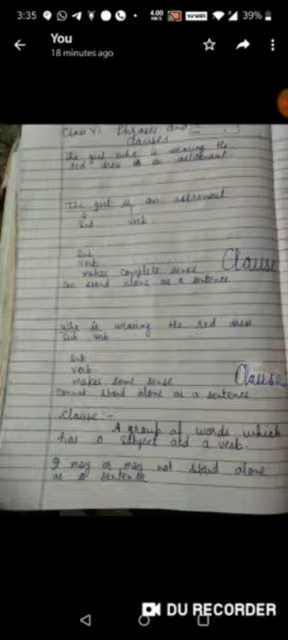 3:35 4.00 KB/S VoWiFi 39%
You
18 minutes ago
Class VI Phrases and
clauses
The girl who is wearing the
red dress is an astronaut
The girl is an astronaut
Sub verb
Sub
verb
makes complete sense Clause
Can stand alone as a sentence
who is wearing the red dress
Sub verb
Sub
verb
makes some sense Clause
Cannot stand alone as a sentence
Clause :-
A group of words which
has a subject and a verb.
I may or may not stand alone
as a sentence
DU RECORDER